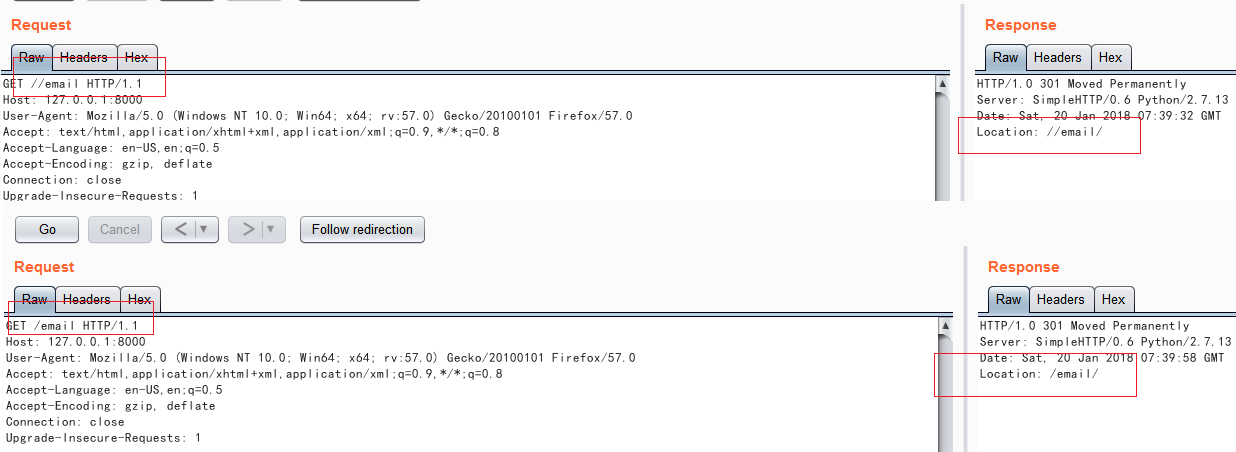 Request
Response
Raw Headers Hex
Raw Headers Hex
GET //email HTTP/1.1
Host: 127.0.0.1:8000
User-Agent: Mozilla/5.0 (Windows NT 10.0; Win64; x64; rv:57.0) Gecko/20100101 Firefox/57.0
Accept: text/html,application/xhtml+xml,application/xml;q=0.9,*/*;q=0.8
Accept-Language: en-US,en;q=0.5
Accept-Encoding: gzip, deflate
Connection: close
Upgrade-Insecure-Requests: 1
HTTP/1.0 301 Moved Permanently
Server: SimpleHTTP/0.6 Python/2.7.13
Date: Sat, 20 Jan 2018 07:39:32 GMT
Location: //email/
Go Cancel < > Follow redirection
Request
Response
Raw Headers Hex
Raw Headers Hex
GET /email HTTP/1.1
Host: 127.0.0.1:8000
User-Agent: Mozilla/5.0 (Windows NT 10.0; Win64; x64; rv:57.0) Gecko/20100101 Firefox/57.0
Accept: text/html,application/xhtml+xml,application/xml;q=0.9,*/*;q=0.8
Accept-Language: en-US,en;q=0.5
Accept-Encoding: gzip, deflate
Connection: close
Upgrade-Insecure-Requests: 1
HTTP/1.0 301 Moved Permanently
Server: SimpleHTTP/0.6 Python/2.7.13
Date: Sat, 20 Jan 2018 07:39:58 GMT
Location: /email/